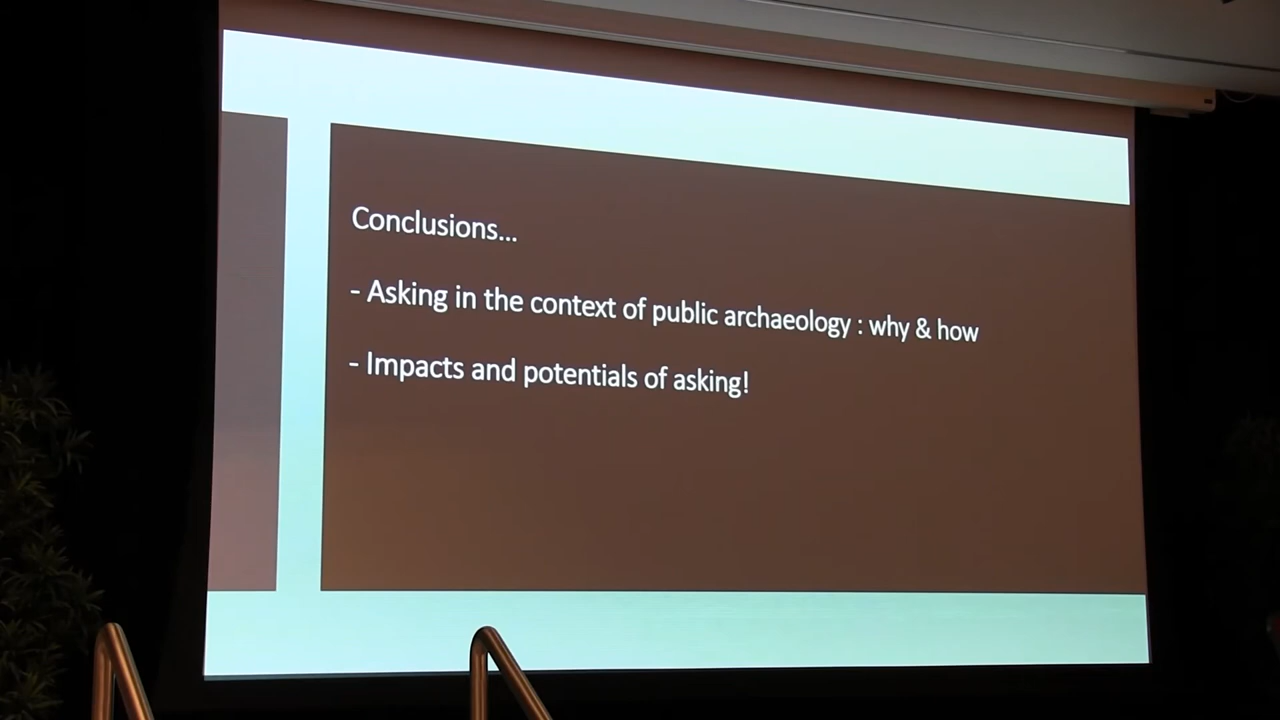 Conclusions...
- Asking in the context of public archaeology : why & how
- Impacts and potentials of asking!